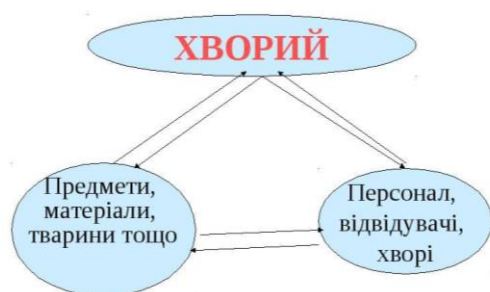 ХВОРИЙ
Предмети,
матеріали,
тварини тощо
Персонал,
відвідувачі,
хворі